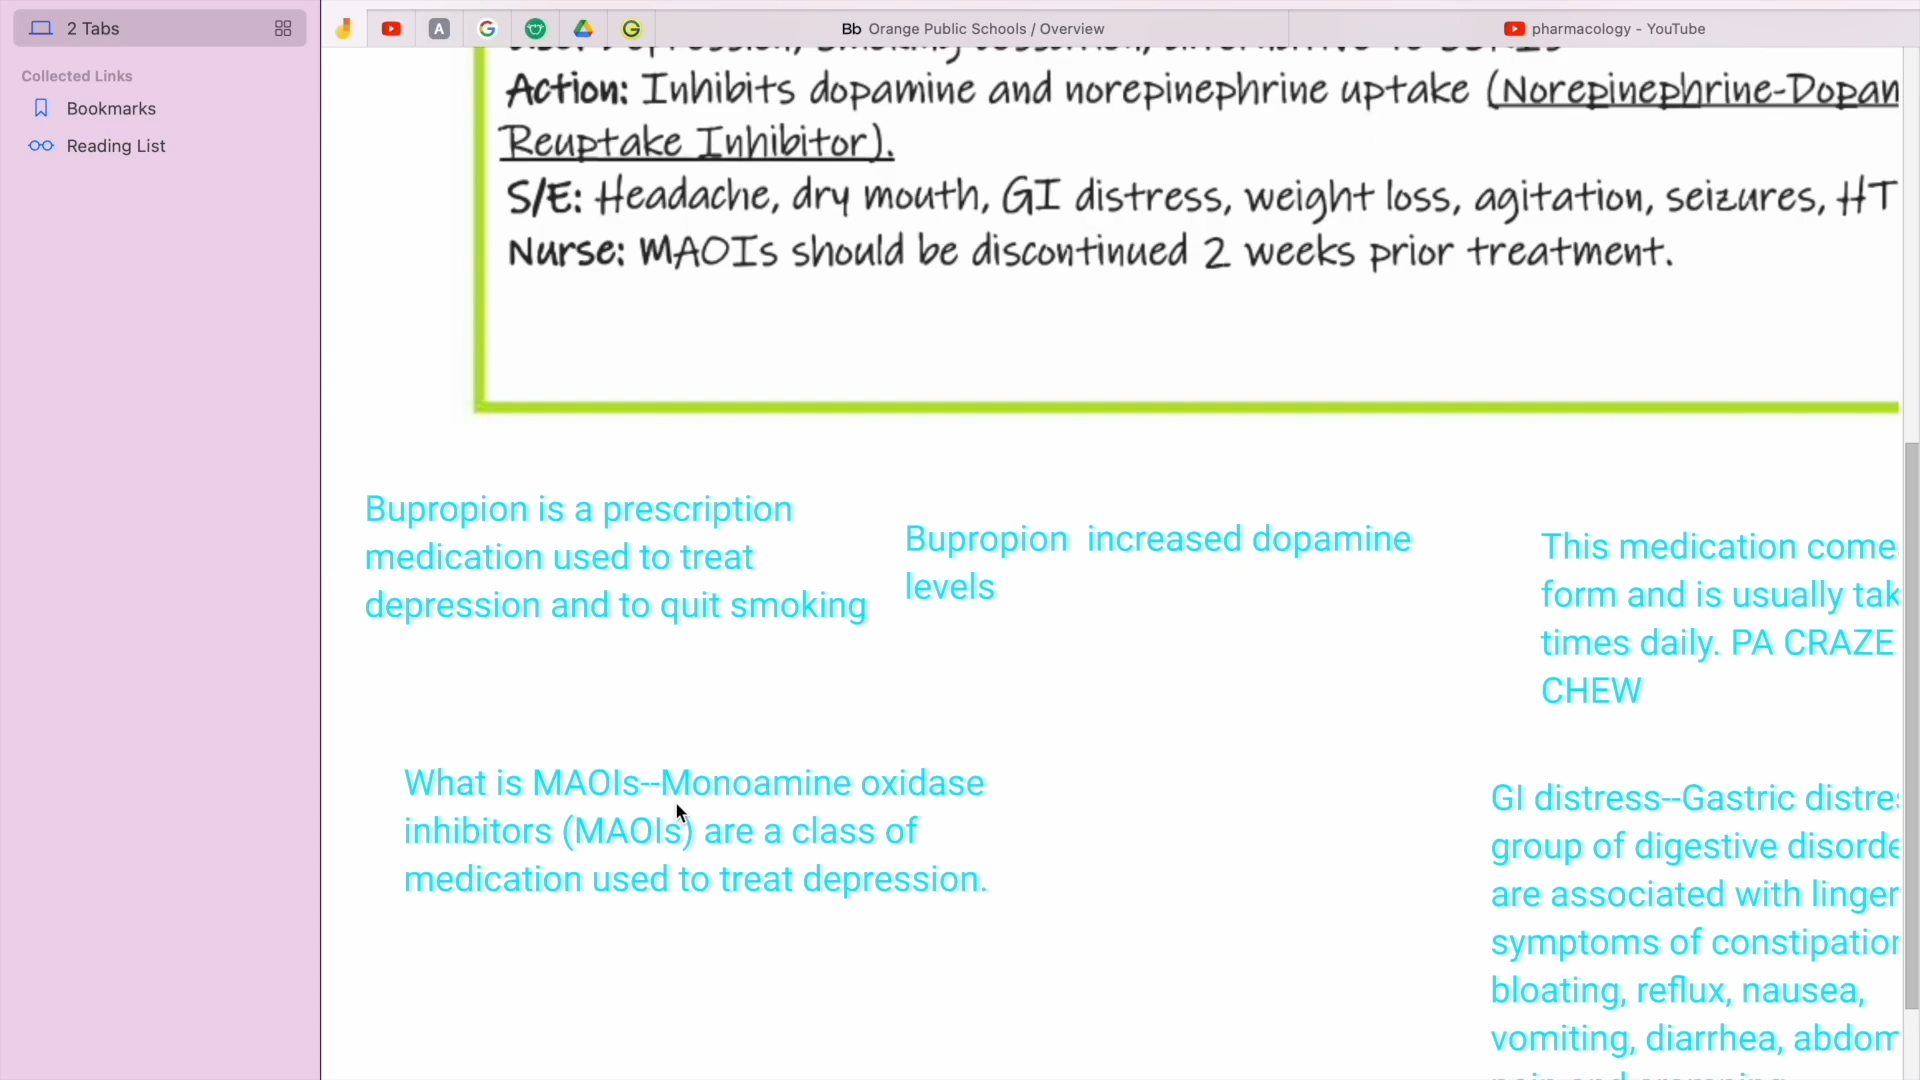 2 Tabs
Collected Links
Bookmarks
Reading List
A
Bb Orange Public Schools / Overview
pharmacology - YouTube
Action: Inhibits dopamine and norepinephrine uptake (Norepinephrine-Dopan
Reuptake Inhibitor).
S/E: Headache, dry mouth, GI distress, weight loss, agitation, seizures, HT
Nurse: MAOIs should be discontinued 2 weeks prior treatment.
Bupropion is a prescription
medication used to treat
depression and to quit smoking
Bupropion increased dopamine
levels
This medication come
form and is usually tak
times daily. PA CRAZE
CHEW
What is MAOIs--Monoamine oxidase
inhibitors (MAOIs) are a class of
medication used to treat depression.
GI distress--Gastric distre
group of digestive disorde
are associated with linger
symptoms of constipation
bloating, reflux, nausea,
vomiting, diarrhea, abdom